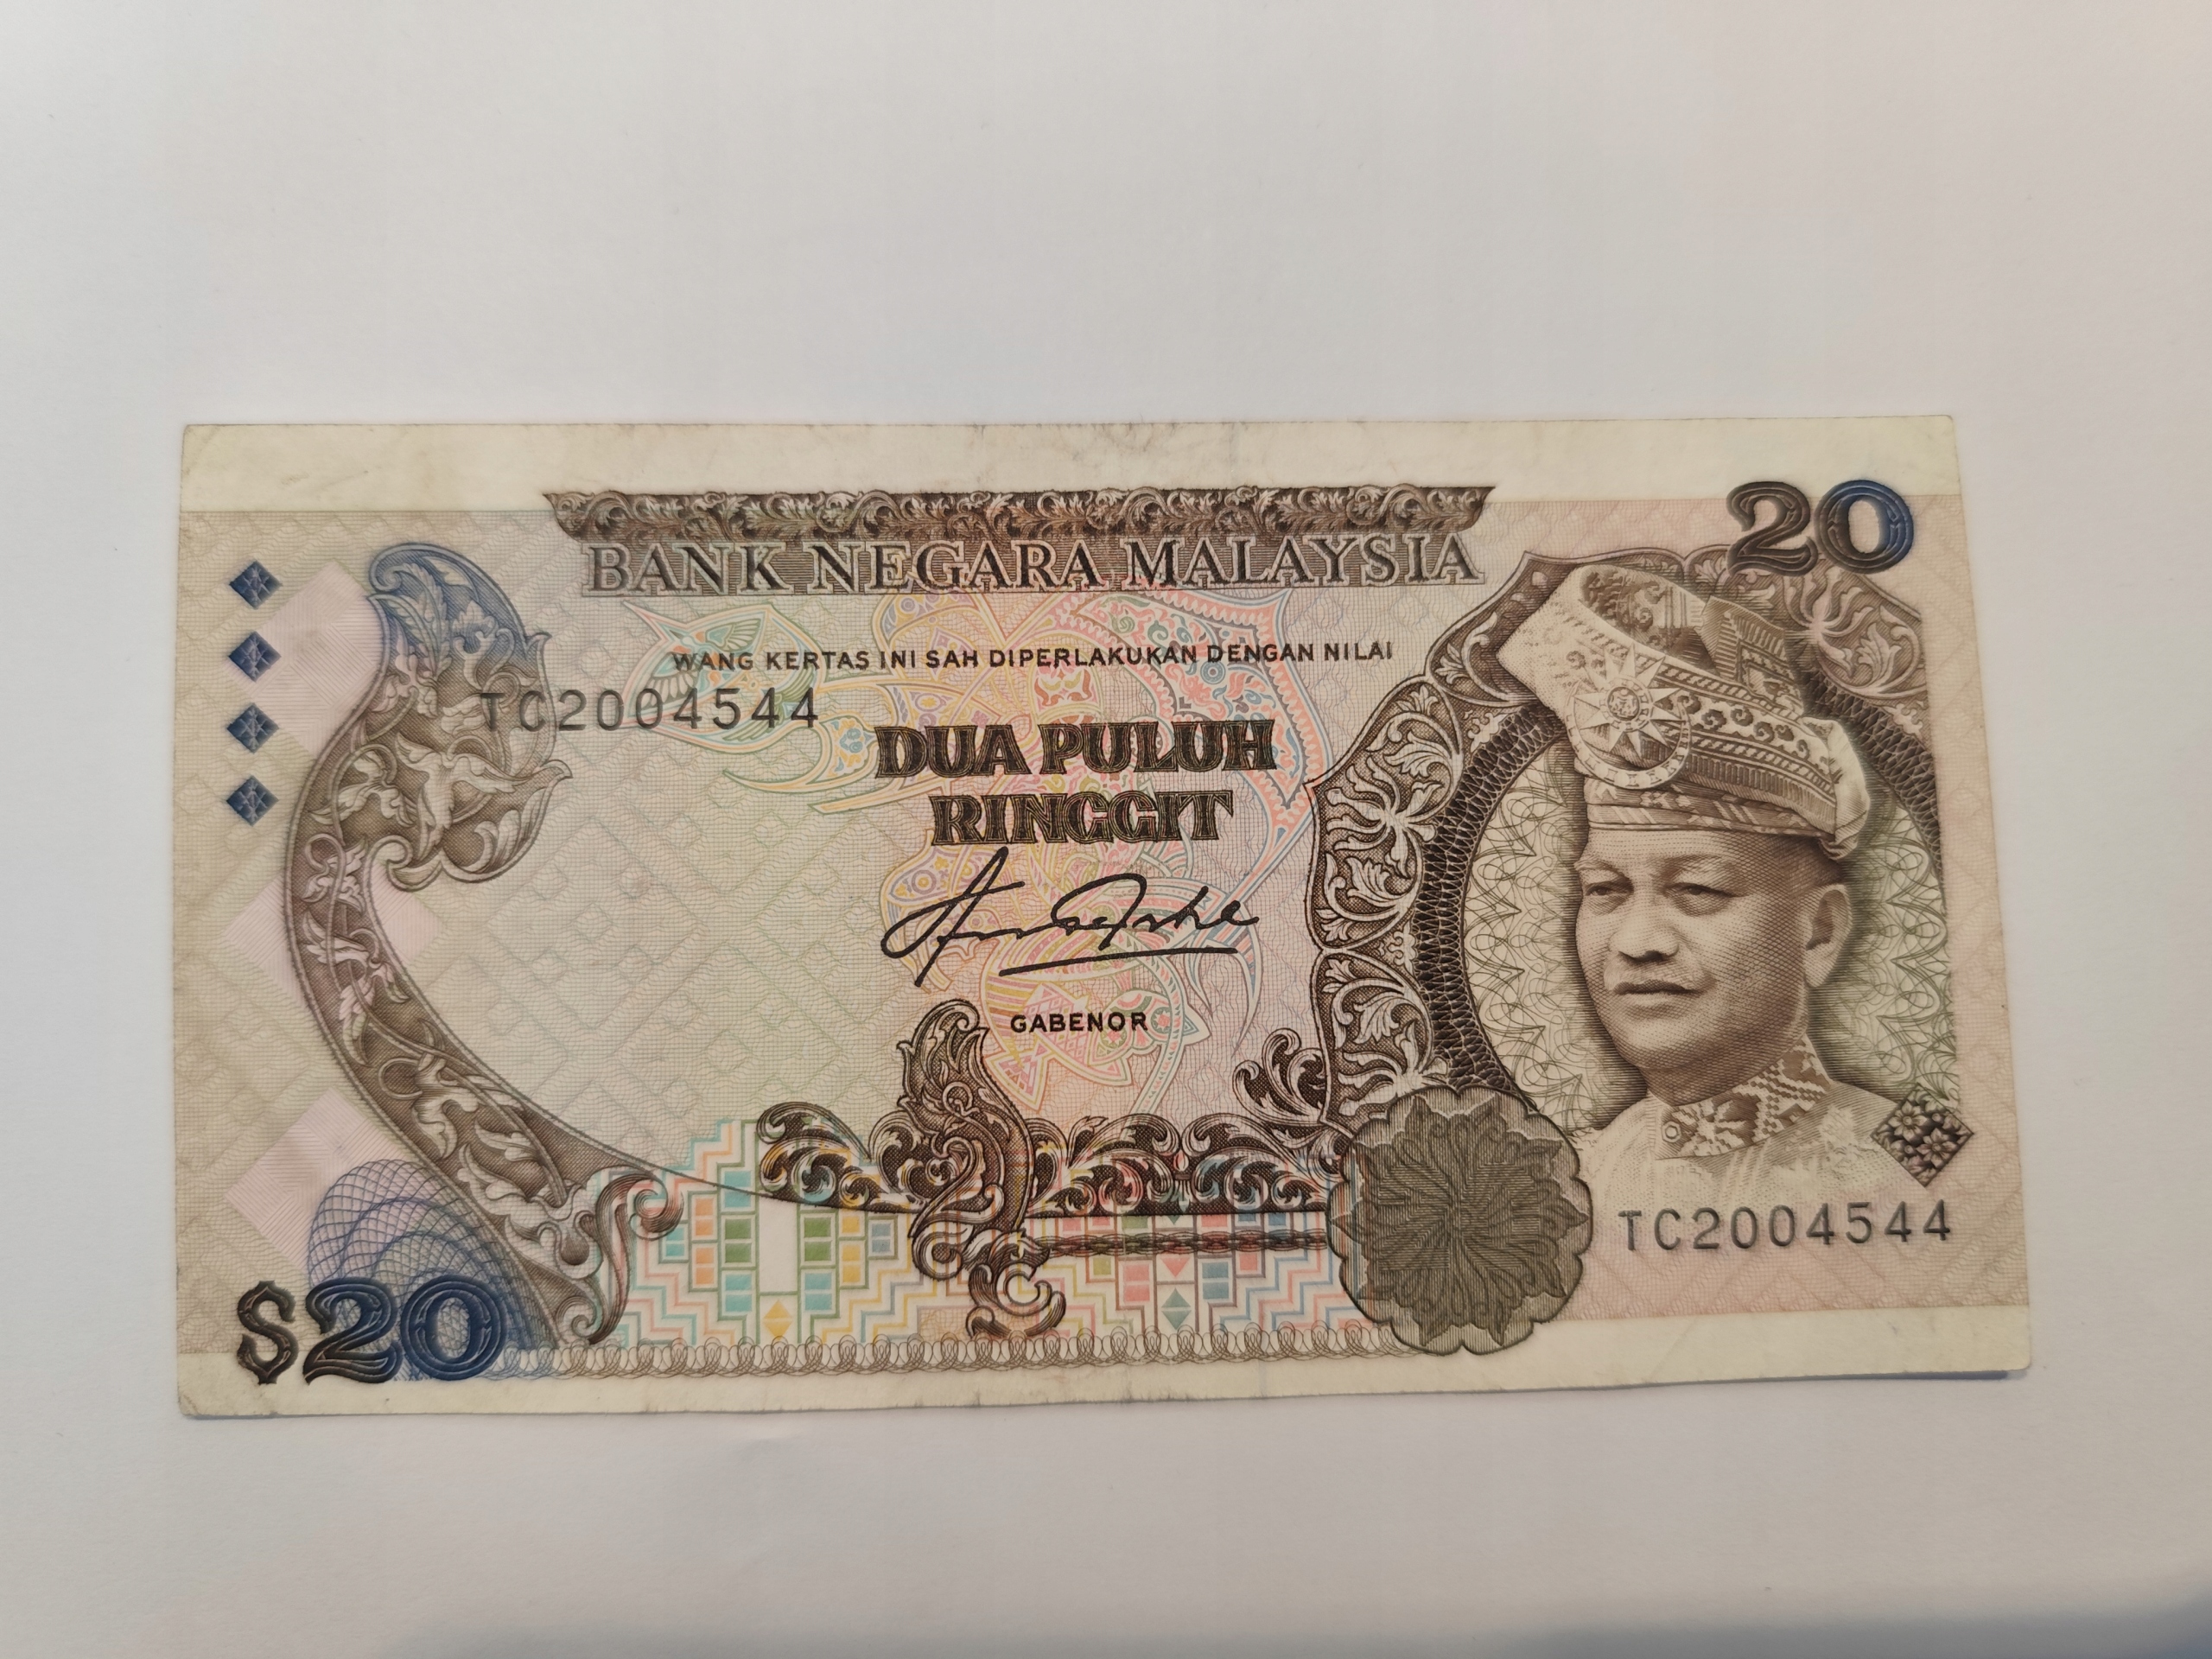 20
BANK NEGARA MALAYSIA
WANG KERTAS INI SAH DIPERLAKUKAN DENGAN NILAI
TC2004544
DUA PULUH
RINGGIT
GABENOR
TC2004544
$20